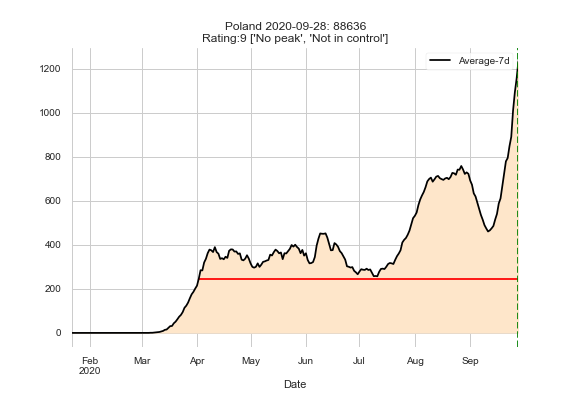 Poland 2020-09-28: 88636
Rating:9 ['No peak', 'Not in control']
Average-7d
1200
1000
800
600
400
200
0
Feb Mar Apr May Jun Jul Aug Sep
2020
Date